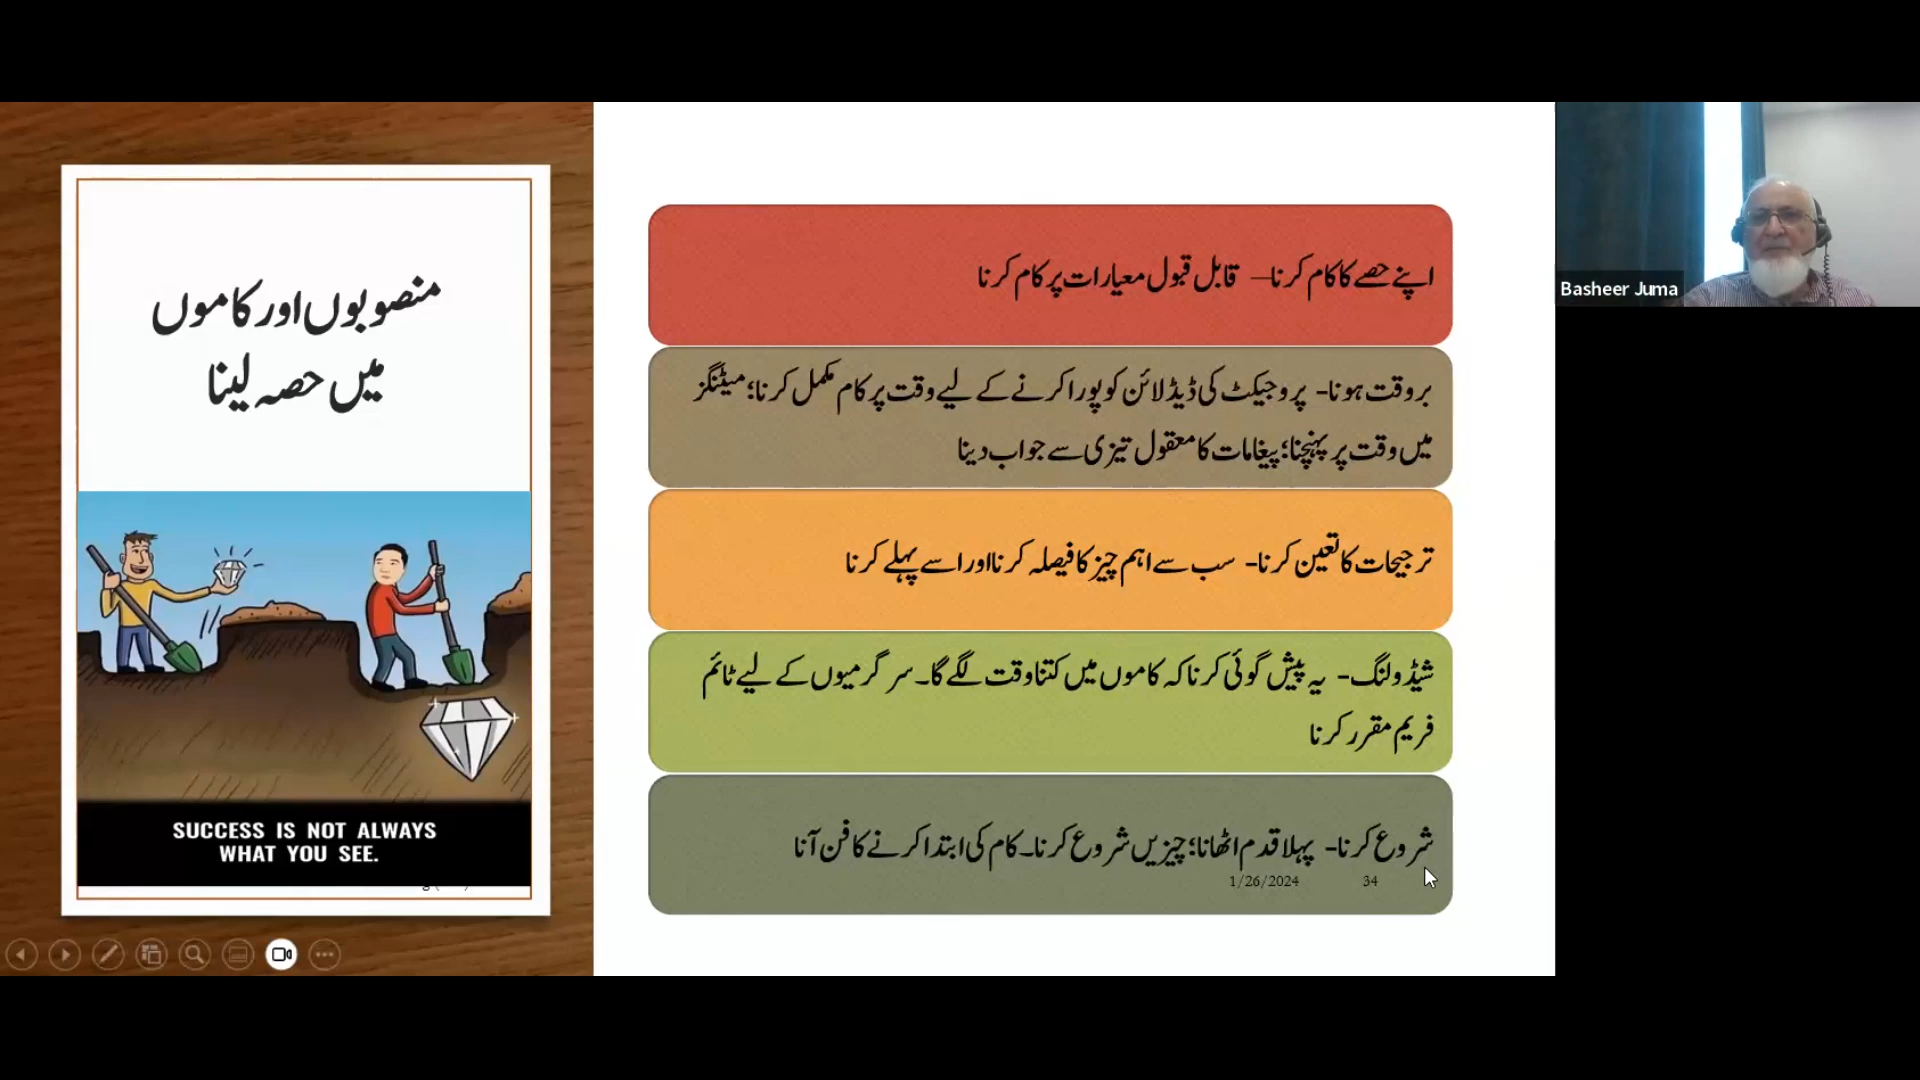 منصوبوں اور کاموں
میں حصہ لینا
SUCCESS IS NOT ALWAYS
WHAT YOU SEE.
اپنے حصے کا کام کرنا – قابل قبول معیارات پر کام کرنا
بروقت ہونا- پروجیکٹ کی ڈیڈ لائن کو پورا کرنے کے لیے وقت پر کام مکمل کرنا؛ میٹنگز
میں وقت پر پہنچنا؛ پیغامات کا معقول تیزی سے جواب دینا
ترجیحات کا تعین کرنا- سب سے اہم چیز کا فیصلہ کرنا اور اسے پہلے کرنا
شیڈولنگ- یہ پیش گوئی کرنا کہ کاموں میں کتنا وقت لگے گا۔ سرگرمیوں کے لیے ٹائم
فریم مقرر کرنا
شروع کرنا- پہلا قدم اٹھانا؛ چیزیں شروع کرنا۔ کام کی ابتدا کرنے کا فن آنا
1/26/2024 34
Basheer Juma